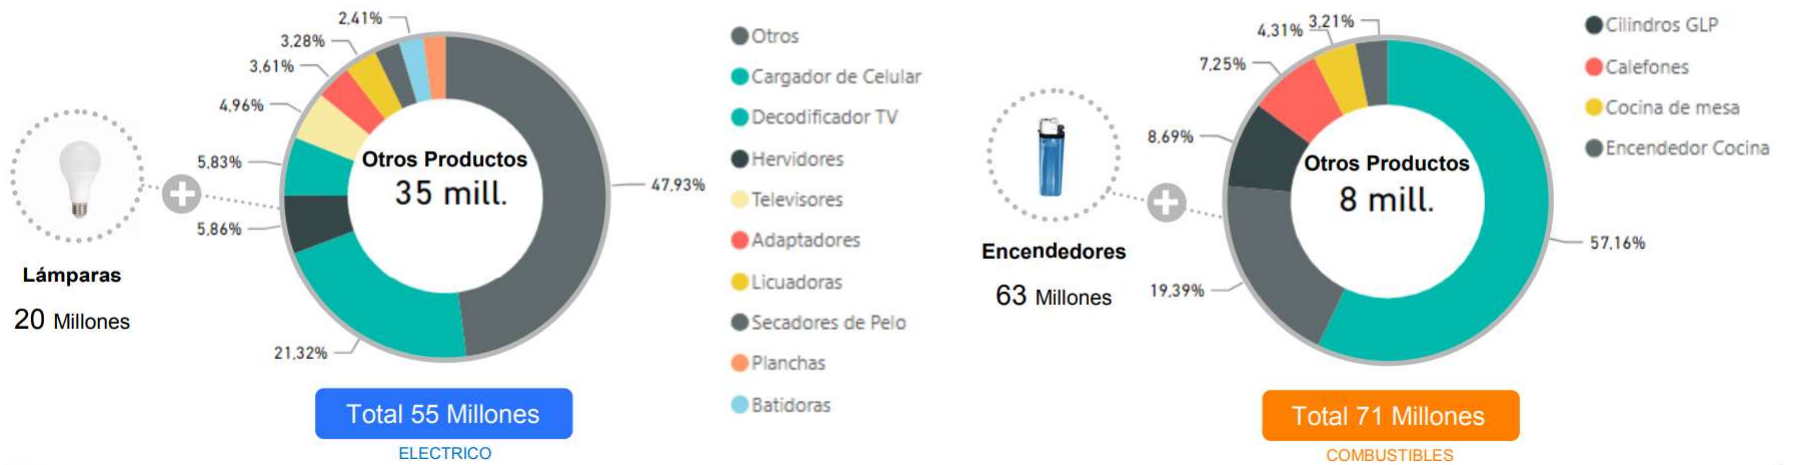 Lámparas
20 Millones
2,41%
3.28%
3,61%
4,96%
5,83%
5,86%
21,32%
47,93%
Otros Productos
35 mill.
Total 55 Millones
ELECTRICO
Otros
Cargador de Celular
Decodificador TV
Hervidores
Televisores
Adaptadores
Licuadoras
Secadores de Pelo
Planchas
Batidoras
Encendedores
63 Millones
3,21%
4.31%
7,25%
8,69%
19,39%
57,16%
Otros Productos
8 mill.
Total 71 Millones
COMBUSTIBLES
Cilindros GLP
Calefones
Cocina de mesa
Encendedor Cocina